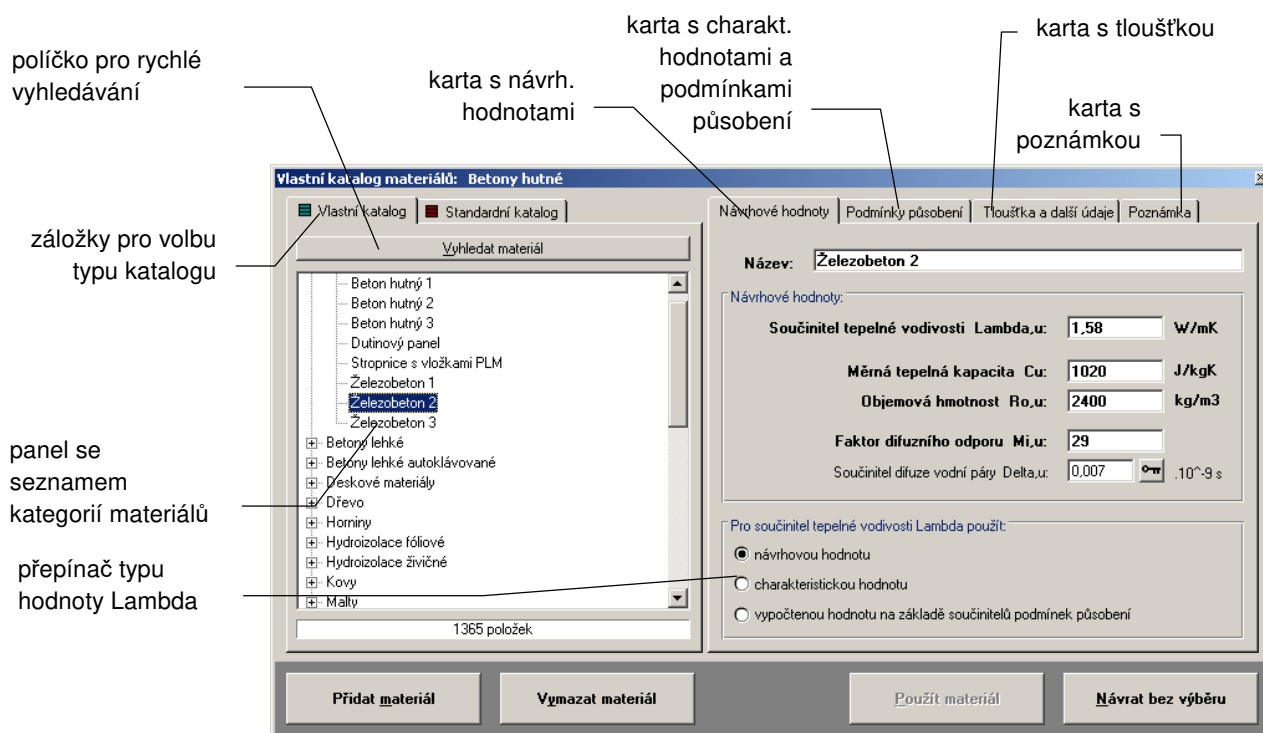 karta s charakt.
hodnotami a
podmínkami
působení
karta s tloušťkou
políčko pro rychlé
vyhledávání
karta s návrh.
hodnotami
karta s
poznámkou
Vlastní katalog materiálů: Betony hutné
Vlastní katalog
Standardní katalog
Návrhové hodnoty
Podmínky působení
Tloušťka a další údaje
Poznámka
záložky pro volbu
typu katalogu
Vyhledat materiál
Beton hutný 1
Beton hutný 2
Beton hutný 3
Dutinový panel
Stropnice s vložkami PLM
Železobeton 1
Železobeton 2
Železobeton 3
Betony lehké
Betony lehké autoklávované
Deskové materiály
Dřevo
Horniny
Hydroizolace fóliové
Hydroizolace živičné
Kovy
Malty
1365 položek
Název: Železobeton 2
Návrhové hodnoty:
Součinitel tepelné vodivosti Lambda,u: 1,58 W/mK
Měrná tepelná kapacita Cu: 1020 J/kgK
Objemová hmotnost Ro,u: 2400 kg/m3
Faktor difuzního odporu Mi,u: 29
Součinitel difuze vodní páry Delta,u: 0,007 .10^-9 s
Pro součinitel tepelné vodivosti Lambda použít:
návrhovou hodnotu
charakteristickou hodnotu
vypočtenou hodnotu na základě součinitelů podmínek působení
panel se
seznamem
kategorií materiálů
přepínač typu
hodnoty Lambda
Přidat materiál
Vymazat materiál
Použít materiál
Návrat bez výběru